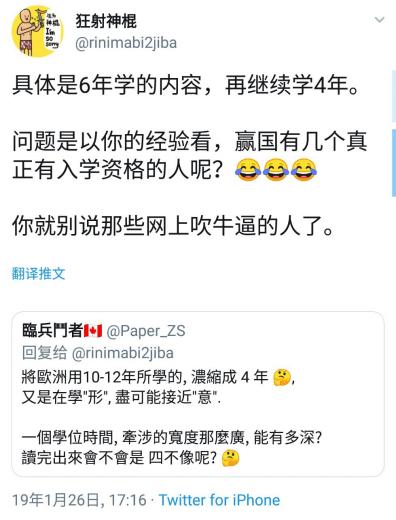 狂射神棍
@rinimabi2jiba
具体是6年学的内容，再继续学4年。
问题是以你的经验看，赢国有几个真
正有入学资格的人呢？😂😂😂
你就别说那些网上吹牛逼的人了。
翻译推文
臨兵鬥者🇨🇦 @Paper_ZS
回复给 @rinimabi2jiba
將歐洲用10-12年所學的, 濃縮成 4 年 🤔,
又是在學"形", 盡可能接近"意".
一個學位時間, 牽涉的寬度那麼廣, 能有多深?
讀完出來會不會是 四不像呢? 🤔
19年1月26日, 17:16 · Twitter for iPhone